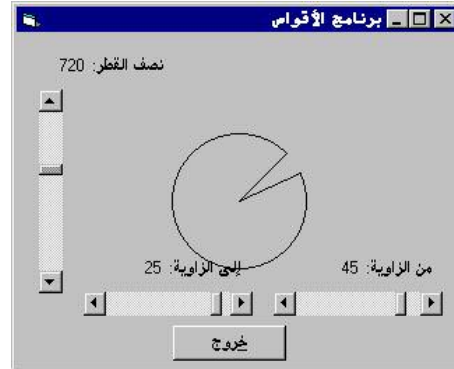 برنامج الأقواس
نصف القطر: 720
من الزاوية: 45
إلى الزاوية: 25
خروج